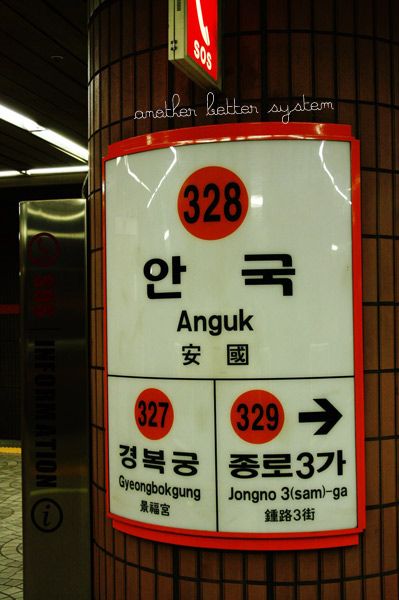 SOS
another better system
328
안국
Anguk
安國
327
경복궁
Gyeongbokgung
景福宮
329
종로3가
Jongno 3(sam)-ga
鍾路3街
SOS INFORMATION i